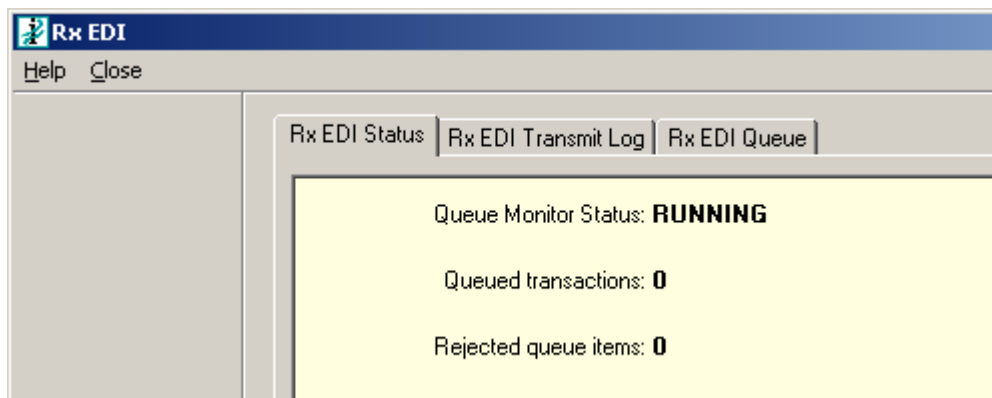 Rx EDI
Help Close
Rx EDI Status Rx EDI Transmit Log Rx EDI Queue
Queue Monitor Status: RUNNING
Queued transactions: 0
Rejected queue items: 0